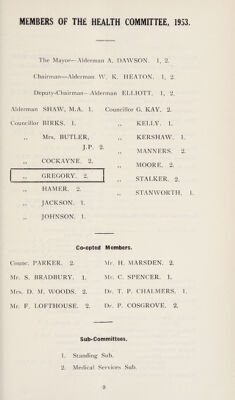 MEMBERS OF THE HEALTH COMMITTEE, 1953.
The Mayor—Alderman A. DAWSON. 1, 2.
Chairman—Alderman W. K. HEATON. 1, 2.
Deputy-Chairman—Alderman ELLIOTT. 1, 2.
Alderman SHAW, M.A. 1. Councillor G. KAY. 2.
Councillor BIRKS. 1. ,, KELLY. 1.
,, Mrs. BUTLER, J.P. 2. ,, KERSHAW. 1.
,, MANNERS. 2.
,, COCKAYNE. 2. ,, MOORE. 2.
,, GREGORY. 2. ,, STALKER. 2.
,, HAMER. 2. ,, STANWORTH. 1.
,, JACKSON. 1.
,, JOHNSON. 1.
Co-opted Members.
Counc. PARKER. 2. Mr. H. MARSDEN. 2.
Mr. S. BRADBURY. 1. Mr. C. SPENCER. 1.
Mrs. D. M. WOODS. 2. Dr. T. P. CHALMERS. 1.
Mr. F. LOFTHOUSE. 2. Dr. P. COSGROVE. 2.
Sub-Committees.
1. Standing Sub.
2. Medical Services Sub.